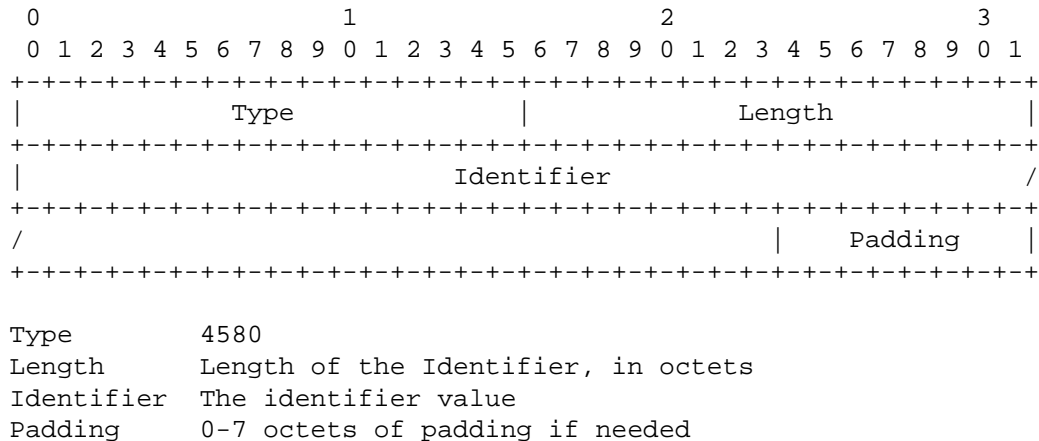 0                   1                   2                   3
 0 1 2 3 4 5 6 7 8 9 0 1 2 3 4 5 6 7 8 9 0 1 2 3 4 5 6 7 8 9 0 1
+-+-+-+-+-+-+-+-+-+-+-+-+-+-+-+-+-+-+-+-+-+-+-+-+-+-+-+-+-+-+-+-+
|             Type              |             Length            |
+-+-+-+-+-+-+-+-+-+-+-+-+-+-+-+-+-+-+-+-+-+-+-+-+-+-+-+-+-+-+-+-+
|                           Identifier                          /
+-+-+-+-+-+-+-+-+-+-+-+-+-+-+-+-+-+-+-+-+-+-+-+-+-+-+-+-+-+-+-+-+
/                                               |    Padding    |
+-+-+-+-+-+-+-+-+-+-+-+-+-+-+-+-+-+-+-+-+-+-+-+-+-+-+-+-+-+-+-+-+
Type        4580
Length      Length of the Identifier, in octets
Identifier  The identifier value
Padding     0-7 octets of padding if needed